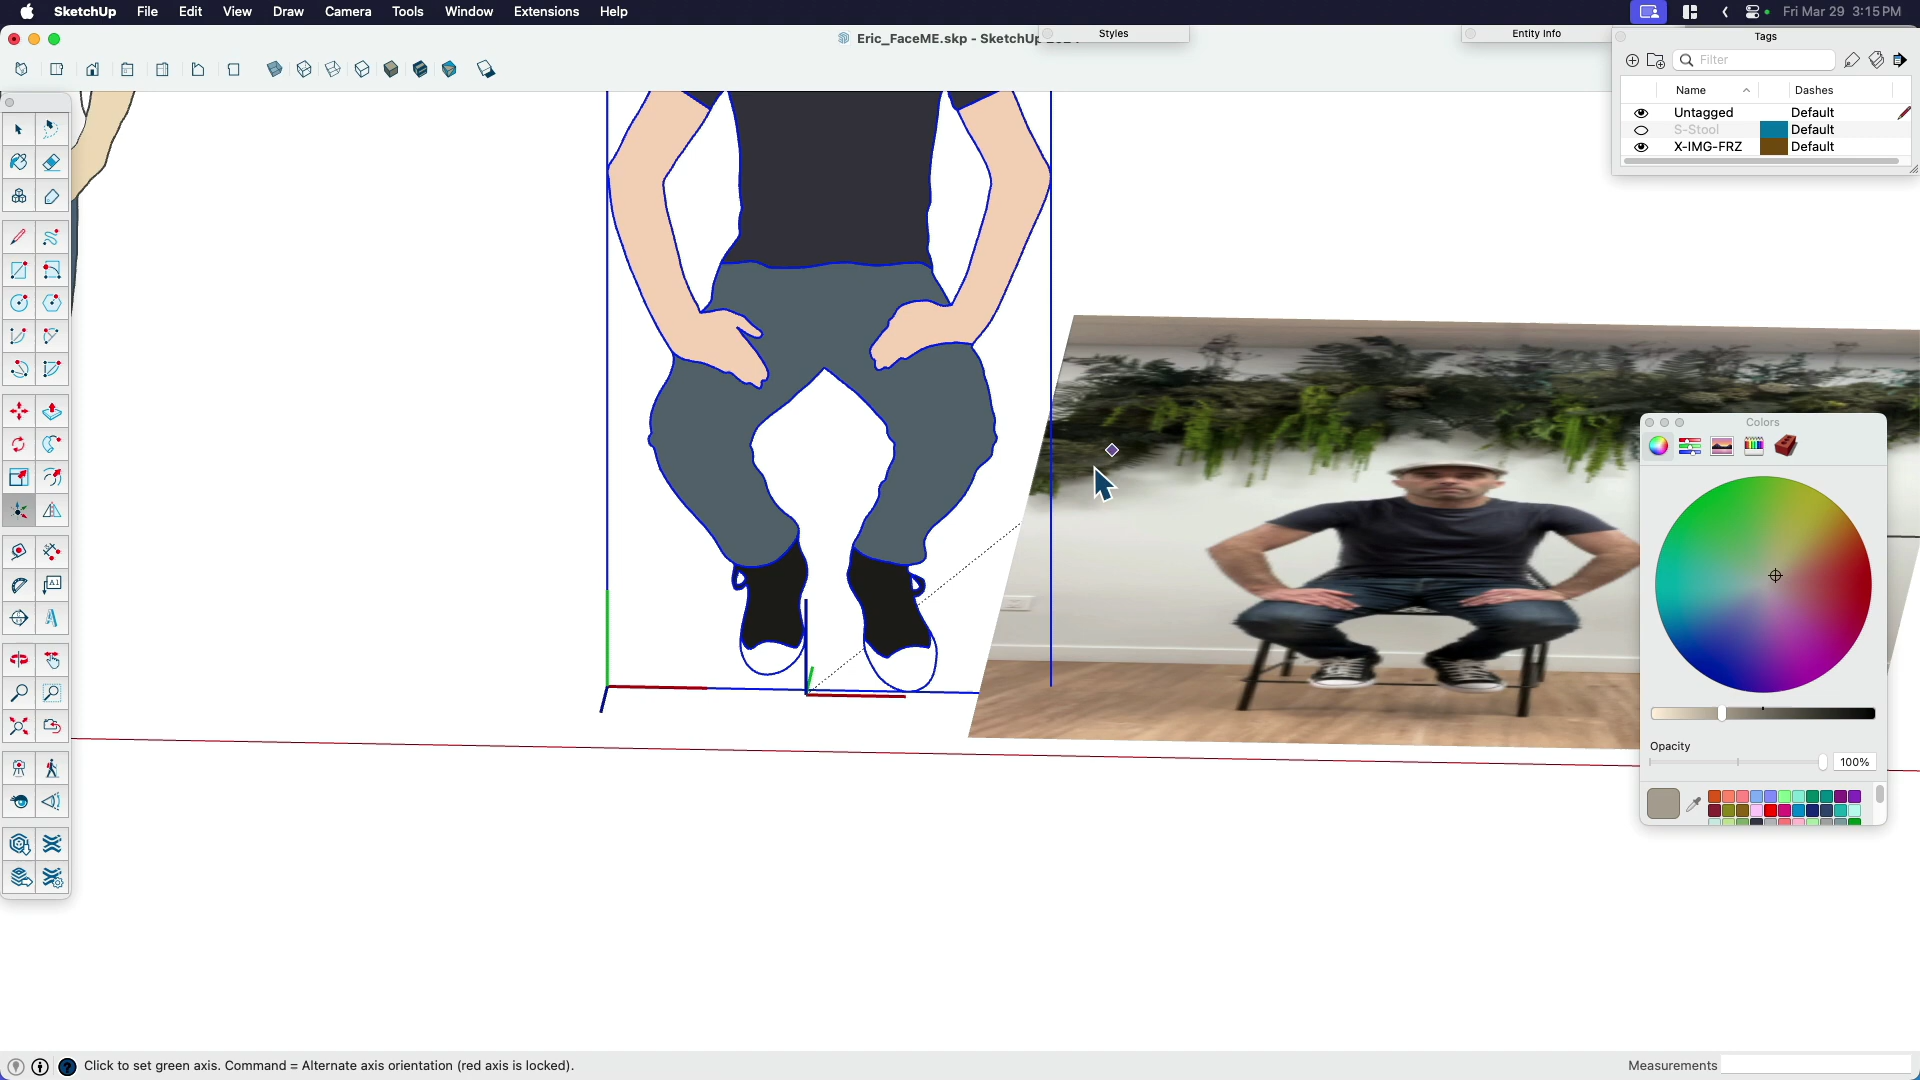 SketchUp File Edit View Draw Camera Tools Window Extensions Help
Fri Mar 29 3:15 PM
Eric_FaceME.skp - SketchUp
Styles
Entity Info
Tags
Filter
Name Dashes
Untagged Default
S-Stool Default
X-IMG-FRZ Default
A1
Colors
Opacity
100%
Click to set green axis. Command = Alternate axis orientation (red axis is locked).
Measurements